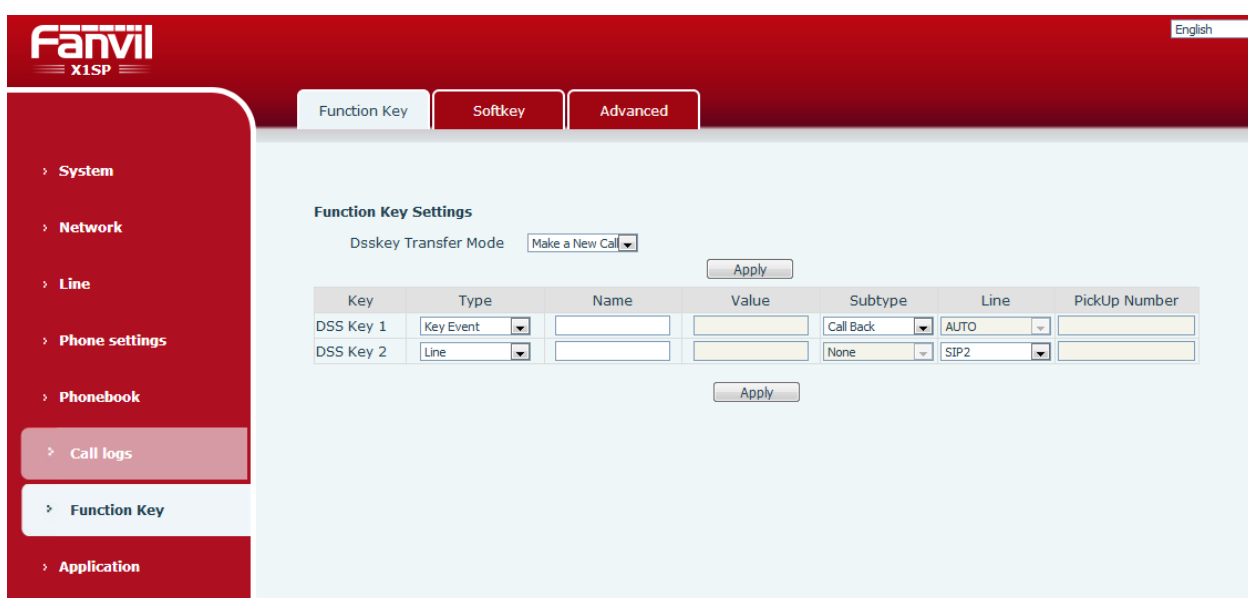 English
Fanvil
X1SP
Function Key Softkey Advanced
› System
› Network
› Line
› Phone settings
› Phonebook
Call logs
Function Key
› Application
Function Key Settings
Dsskey Transfer Mode Make a New Call
Apply
Key Type Name Value Subtype Line PickUp Number
DSS Key 1 Key Event Call Back AUTO
DSS Key 2 Line None SIP2
Apply